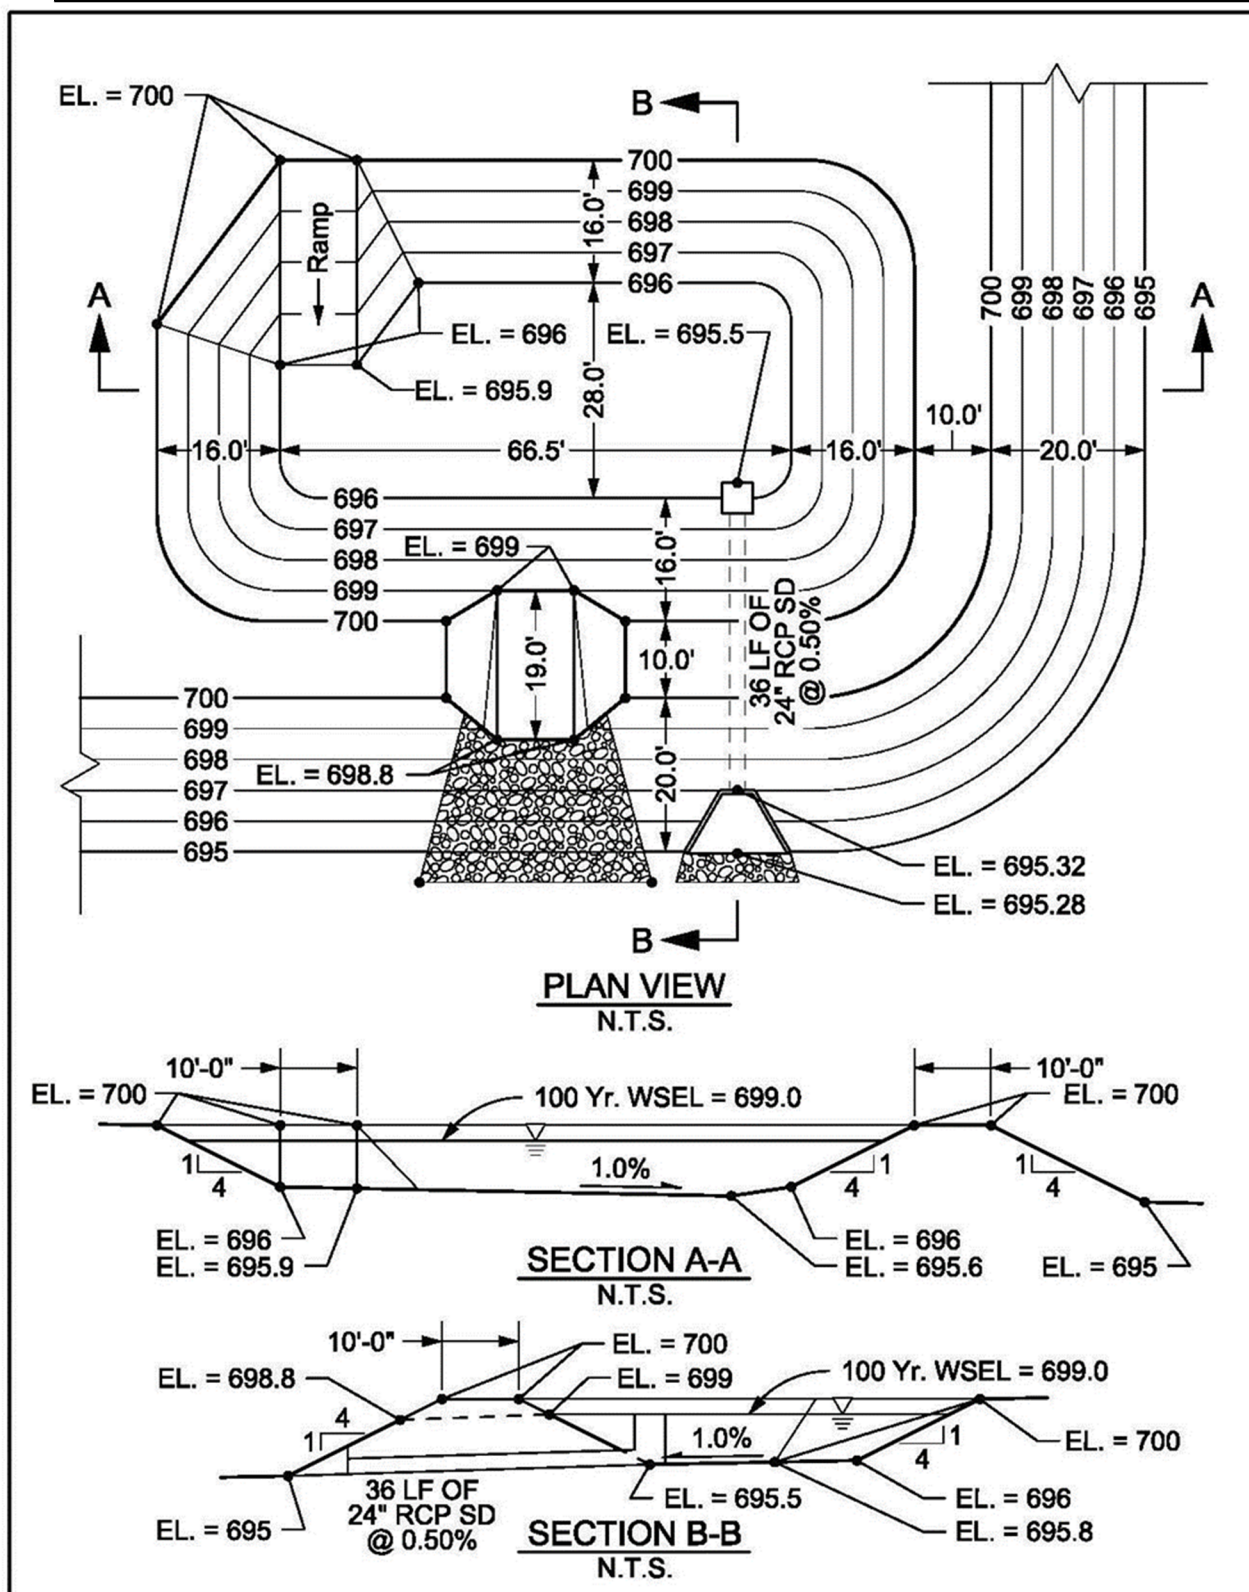 EL. = 700
B
700
699
698
697
696
16.0'
Ramp
A
A
700
699
698
697
696
695
EL. = 696
EL. = 695.5
EL. = 695.9
28.0'
10.0'
16.0'
66.5'
16.0'
20.0'
696
697
698
699
700
EL. = 699
16.0'
36 LF OF
24" RCP SD
@ 0.50%
19.0'
10.0'
700
699
698
697
696
695
EL. = 698.8
20.0'
EL. = 695.32
EL. = 695.28
B
PLAN VIEW
N.T.S.
10'-0"
10'-0"
EL. = 700
100 Yr. WSEL = 699.0
EL. = 700
1
4
1.0%
1
4
1
4
EL. = 696
EL. = 695.9
EL. = 696
EL. = 695.6
EL. = 695
SECTION A-A
N.T.S.
10'-0"
EL. = 700
EL. = 698.8
EL. = 699
100 Yr. WSEL = 699.0
4
1
1.0%
1
4
EL. = 700
36 LF OF
24" RCP SD
@ 0.50%
EL. = 695.5
EL. = 696
EL. = 695
EL. = 695.8
SECTION B-B
N.T.S.